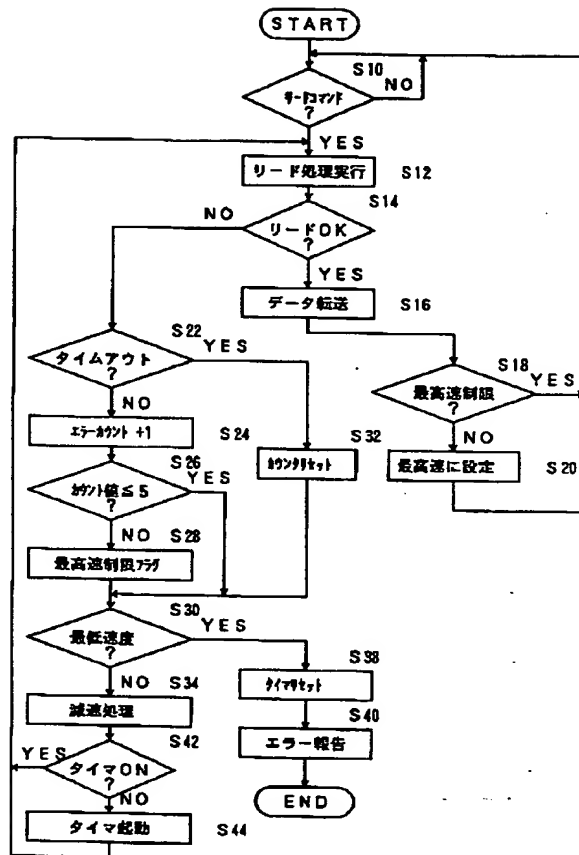 START
S10
リードコマンド
?
NO
YES
リード処理実行
S12
S14
NO
リードOK
?
YES
データ転送
S16
S22
タイムアウト
?
YES
S18
最高速制限
?
YES
NO
エラーカウント +1
S24
S32
カウンタリセット
NO
最高速に設定
S20
S26
カウント値≦5
?
YES
NO
S28
最高速制限フラグ
S30
最低速度
?
YES
S38
タイマリセット
NO
S34
減速処理
S40
エラー報告
S42
YES
タイマON
?
END
NO
タイマ起動
S44